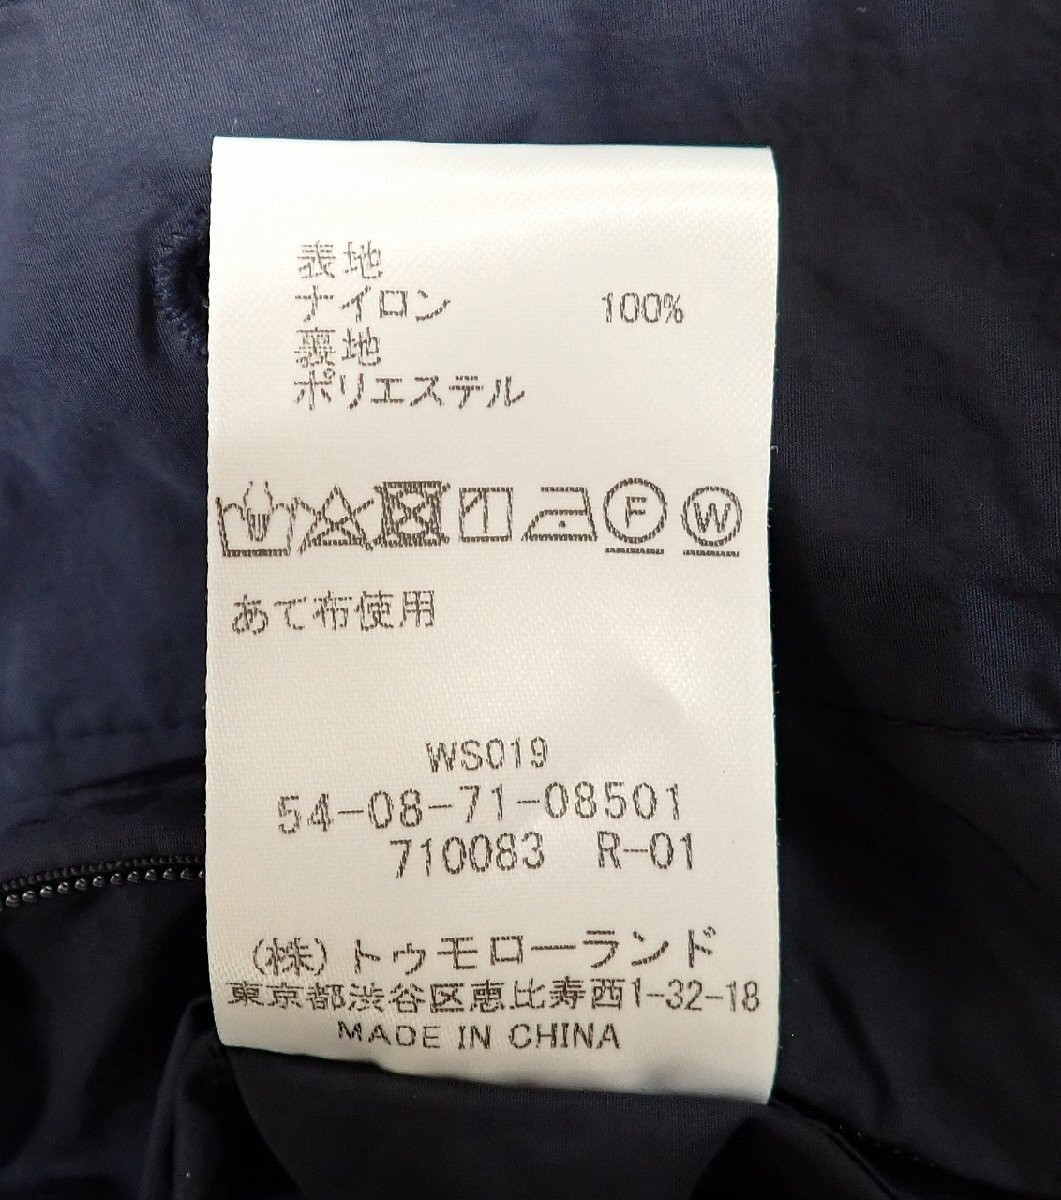 表地
ナイロン 100%
裏地
ポリエステル
F W
あて布使用
WS019
54-08-71-08501
710083 R-01
(株)トゥモローランド
東京都渋谷区恵比寿西1-32-18
MADE IN CHINA